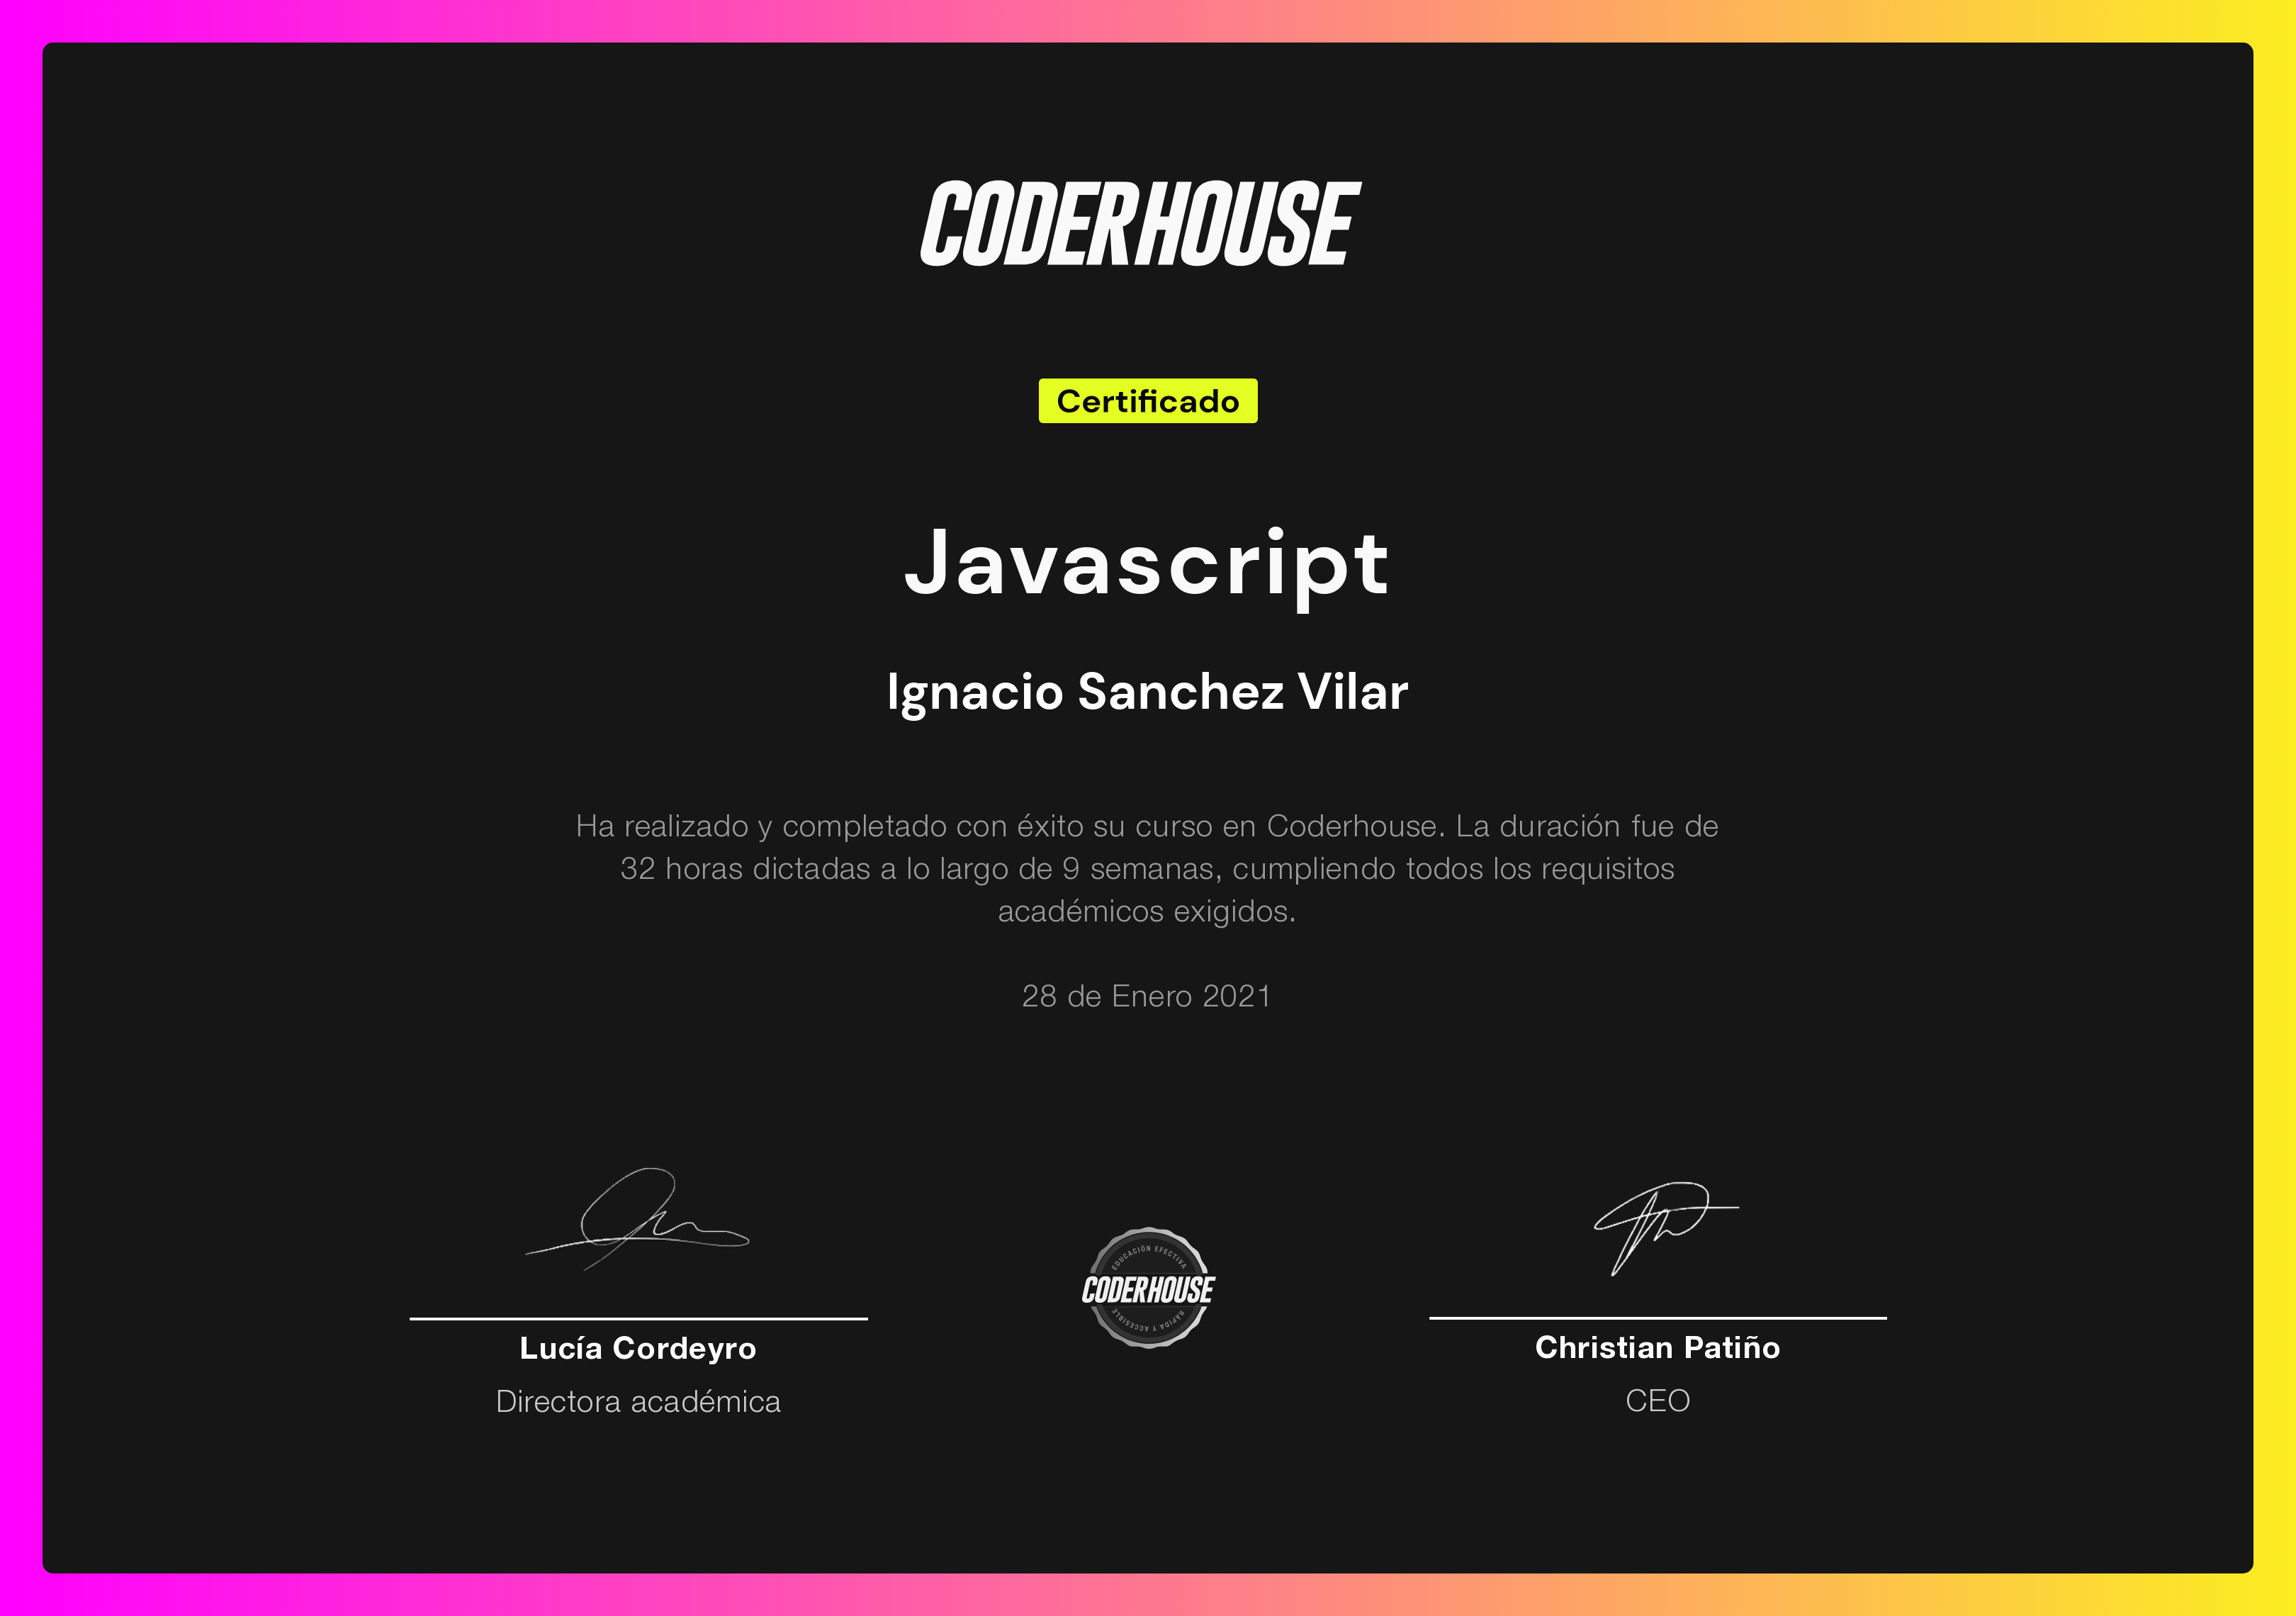 CODERHOUSE
Certificado
Javascript
Ignacio Sanchez Vilar
Ha realizado y completado con éxito su curso en Coderhouse. La duración fue de
32 horas dictadas a lo largo de 9 semanas, cumpliendo todos los requisitos
académicos exigidos.
28 de Enero 2021
Lucía Cordeyro
Directora académica
EDUCACIÓN EFECTIVA
CODERHOUSE
RÁPIDA Y ACCESIBLE
Christian Patiño
CEO